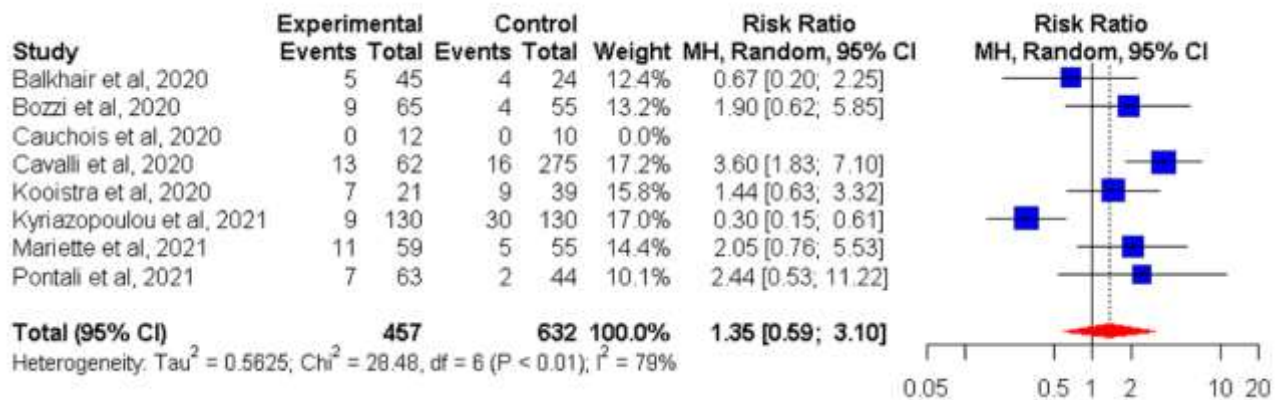 Experimental Control Risk Ratio Risk Ratio
Study Events Total Events Total Weight MH, Random, 95% CI MH, Random, 95% CI
Balkhair et al, 2020 5 45 4 24 12.4% 0.67 [0.20; 2.25]
Bozzi et al, 2020 9 65 4 55 13.2% 1.90 [0.62; 5.85]
Cauchois et al, 2020 0 12 0 10 0.0%
Cavalli et al, 2020 13 62 16 275 17.2% 3.60 [1.83; 7.10]
Kooistra et al, 2020 7 21 9 39 15.8% 1.44 [0.63; 3.32]
Kyriazopoulou et al, 2021 9 130 30 130 17.0% 0.30 [0.15; 0.61]
Mariette et al, 2021 11 59 5 55 14.4% 2.05 [0.76; 5.53]
Pontali et al, 2021 7 63 2 44 10.1% 2.44 [0.53; 11.22]
Total (95% CI) 457 632 100.0% 1.35 [0.59; 3.10]
Heterogeneity: Tau² = 0.5625; Chi² = 28.48, df = 6 (P < 0.01); I² = 79%
0.05 0.5 1 2 10 20